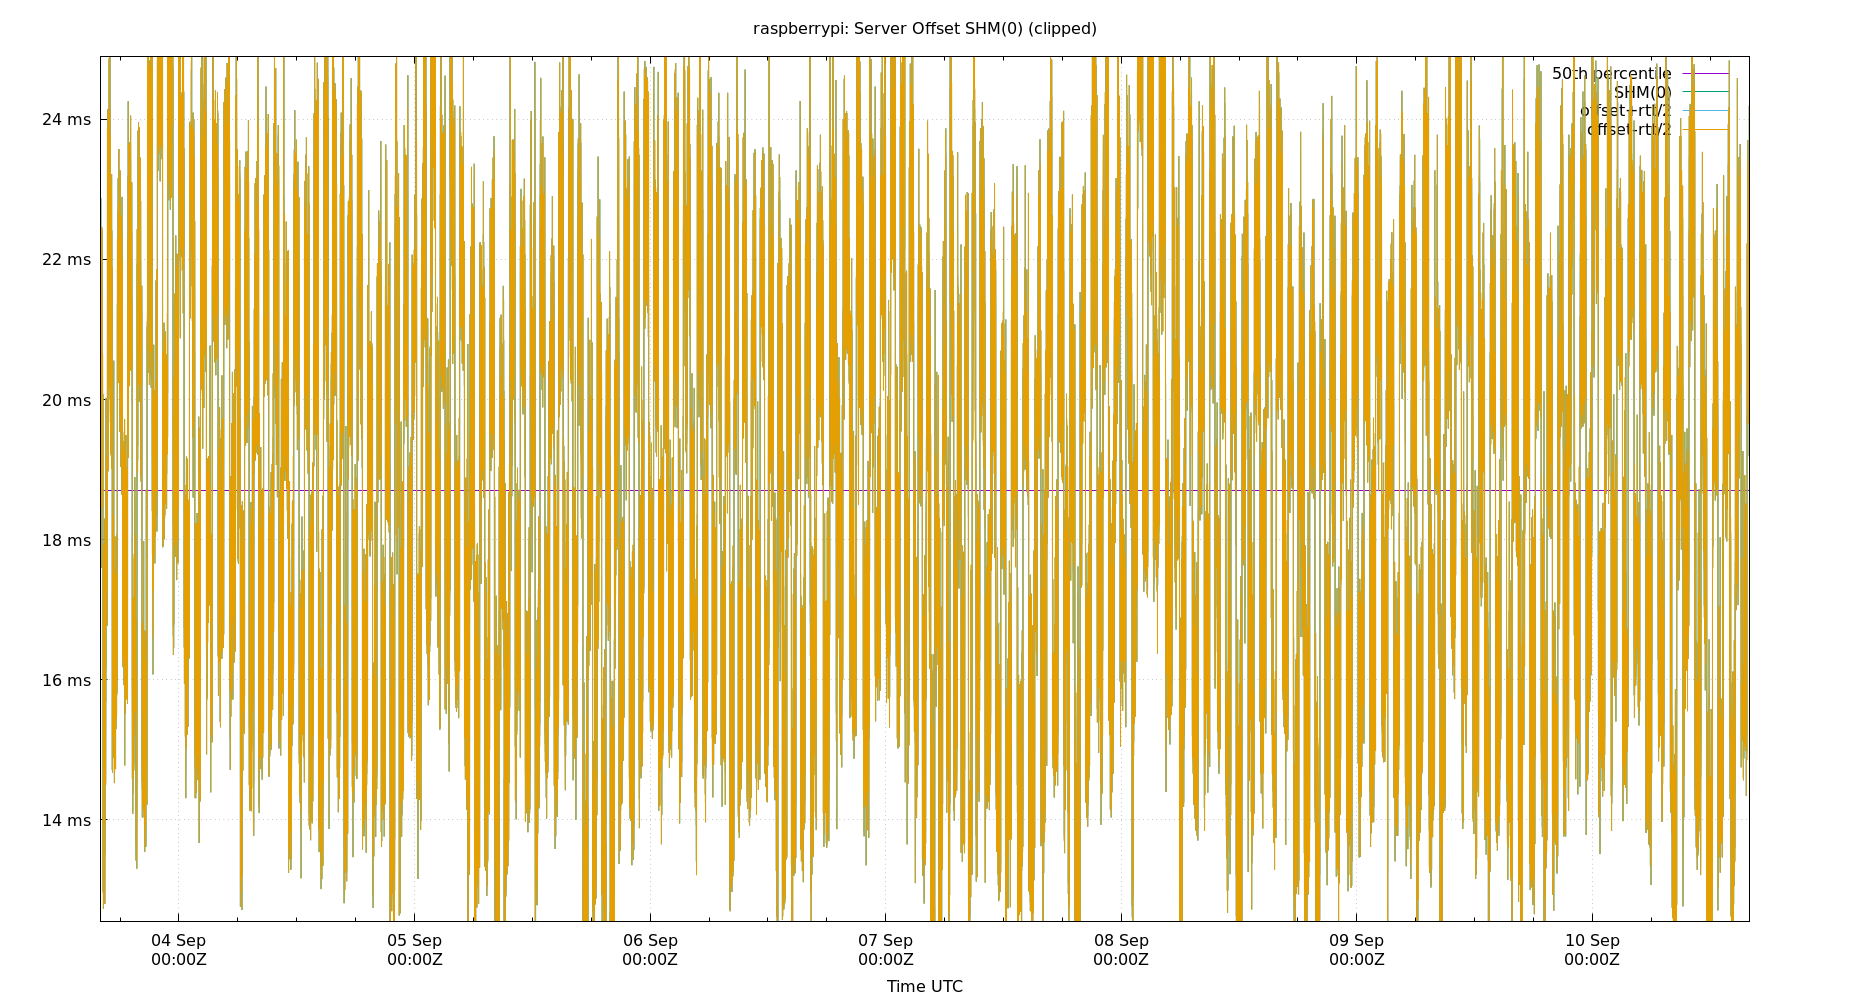 raspberrypi: Server Offset SHM(0) (clipped)
50th percentile
SHM(0)
offset+rtt/2
offset-rtt/2
24 ms
22 ms
20 ms
18 ms
16 ms
14 ms
04 Sep 05 Sep 06 Sep 07 Sep 08 Sep 09 Sep 10 Sep
00:00Z 00:00Z 00:00Z 00:00Z 00:00Z 00:00Z 00:00Z
Time UTC